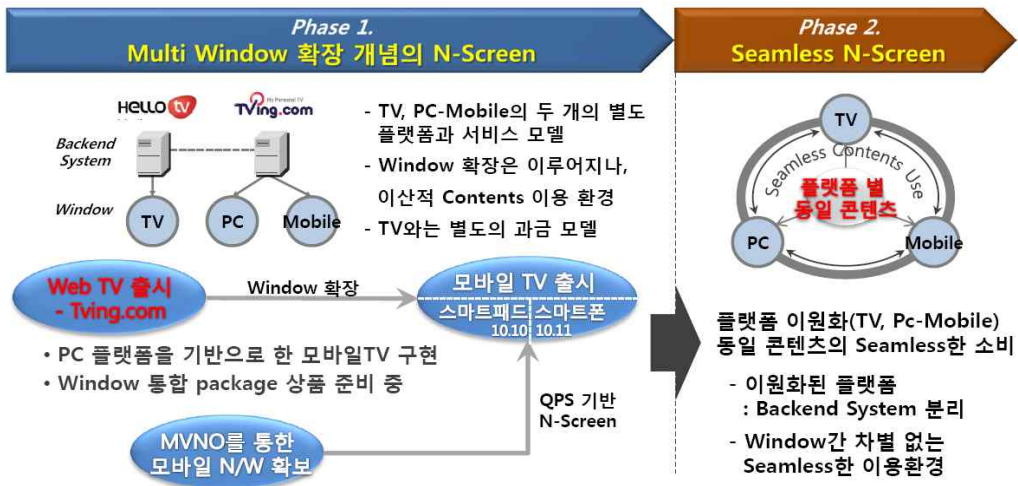 Phase 1.
Multi Window 확장 개념의 N-Screen
Phase 2.
Seamless N-Screen
HELLO tv
My Personal TV
TVing.com
Backend
System
Window
TV
PC
Mobile
- TV, PC-Mobile의 두 개의 별도
플랫폼과 서비스 모델
- Window 확장은 이루어지나,
이산적 Contents 이용 환경
- TV와는 별도의 과금 모델
Web TV 출시
- Tving.com
Window 확장
모바일 TV 출시
스마트패드 스마트폰
10.10 10.11
• PC 플랫폼을 기반으로 한 모바일TV 구현
• Window 통합 package 상품 준비 중
QPS 기반
N-Screen
MVNO를 통한
모바일 N/W 확보
TV
Seamless Contents Use
플랫폼 별
동일 콘텐츠
PC
Mobile
플랫폼 이원화(TV, Pc-Mobile)
동일 콘텐츠의 Seamless한 소비
- 이원화된 플랫폼
: Backend System 분리
- Window간 차별 없는
Seamless한 이용환경